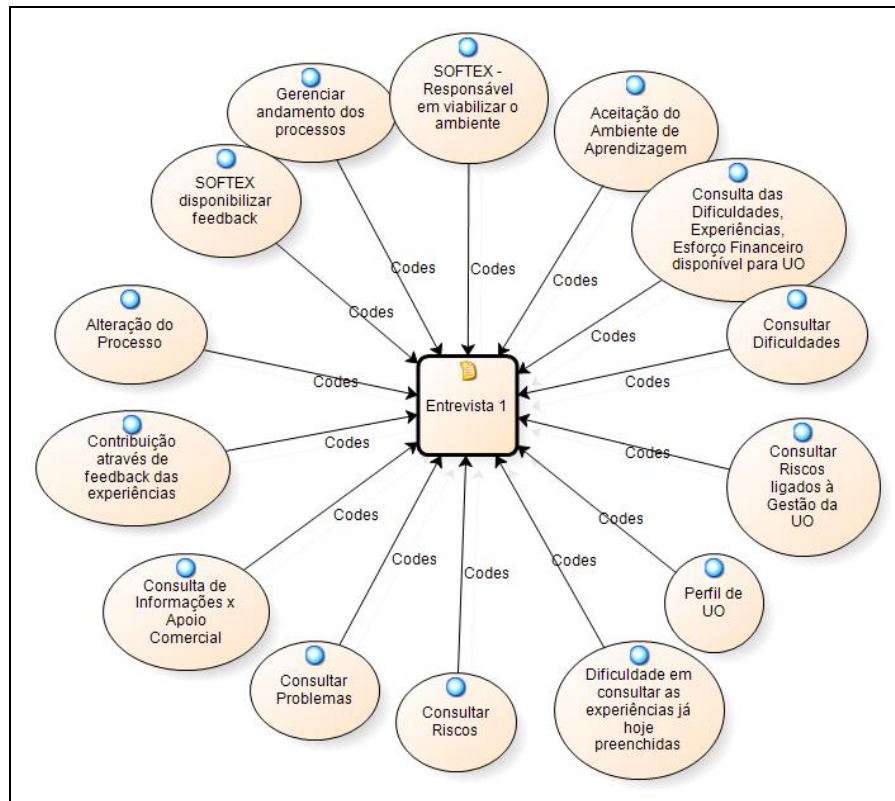 SOFTEX -
Responsável
em viabilizar o
ambiente
Gerenciar
andamento dos
processos
Aceitação do
Ambiente de
Aprendizagem
SOFTEX
disponibilizar
feedback
Consulta das
Dificuldades,
Experiências,
Esforço Financeiro
disponível para UO
Codes
Codes
Codes
Codes
Codes
Alteração do
Processo
Consultar
Dificuldades
Codes
Codes
Entrevista 1
Codes
Codes
Contribuição
através de
feedback das
experiências
Consultar
Riscos
ligados à
Gestão da
UO
Codes
Codes
Codes
Codes
Codes
Consulta de
Informações x
Apoio
Comercial
Perfil de
UO
Consultar
Problemas
Consultar
Riscos
Dificuldade em
consultar as
experiências já
hoje
preenchidas